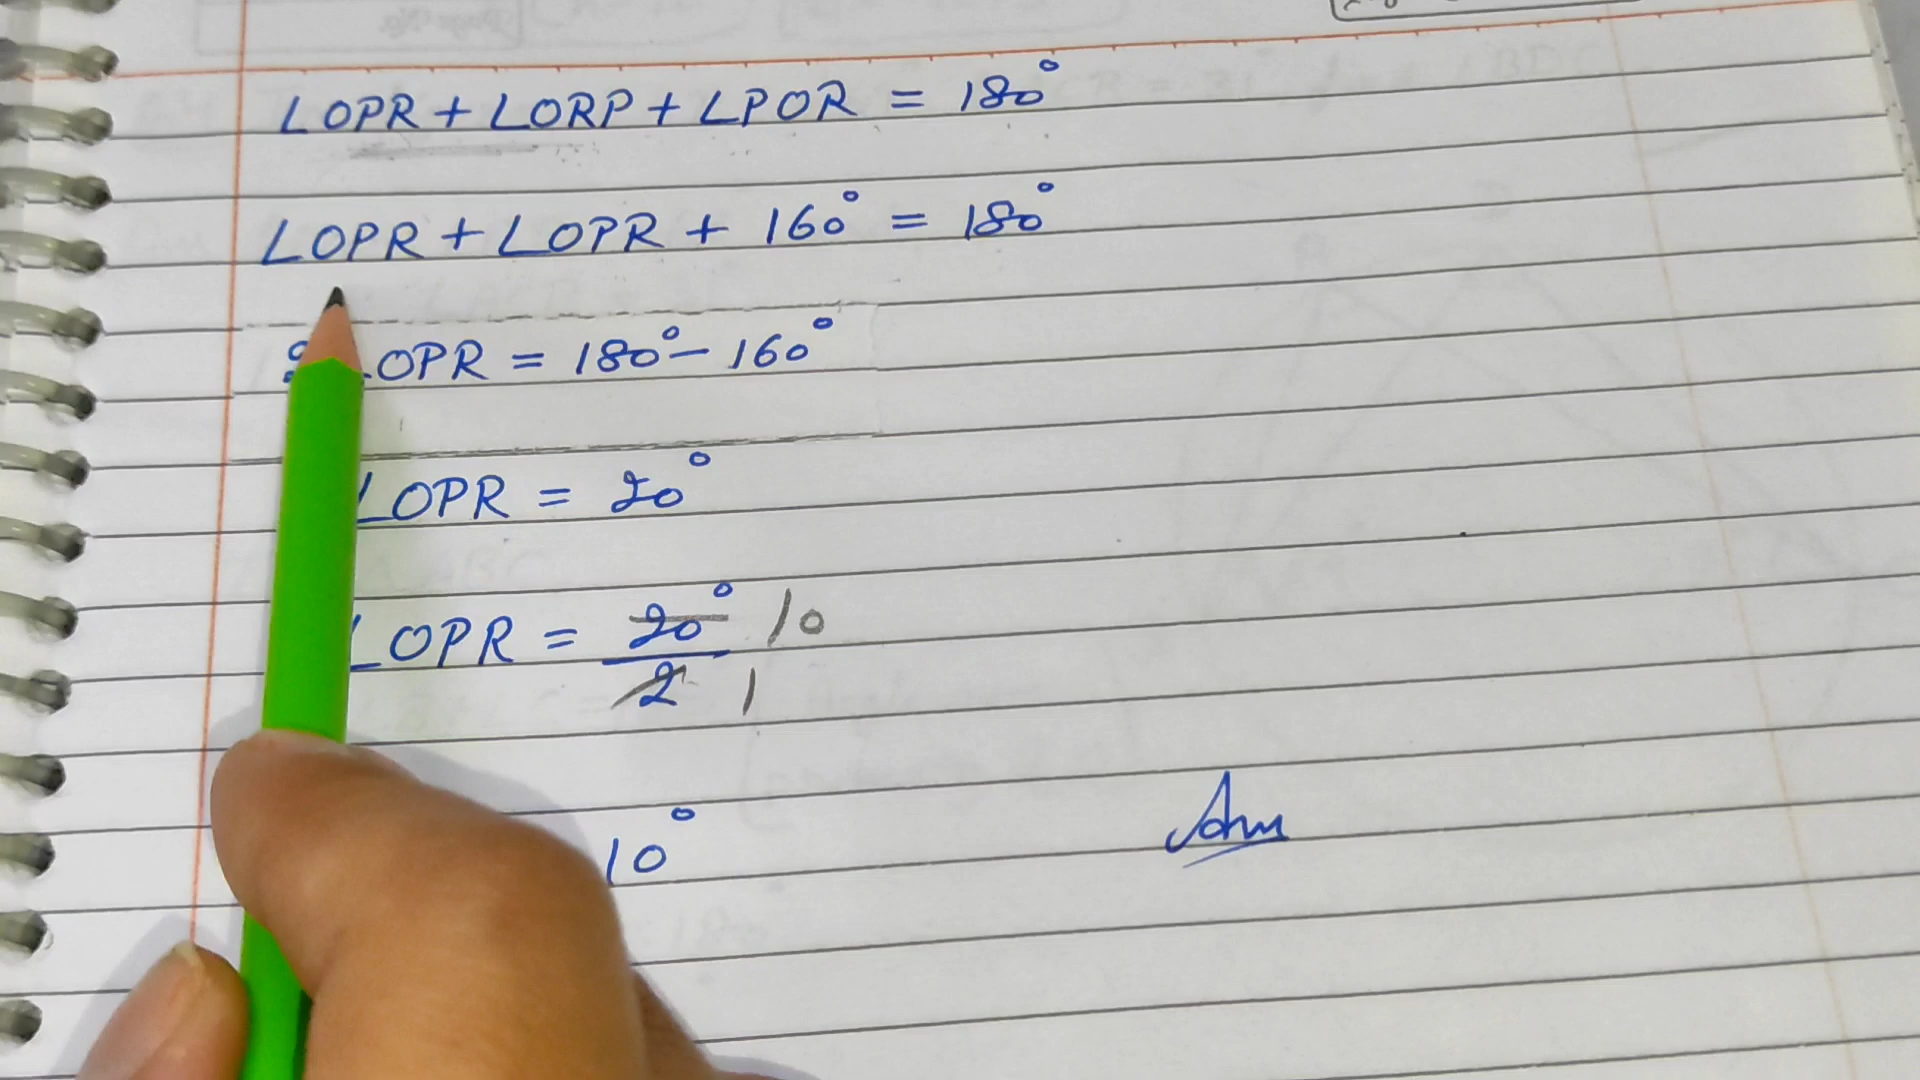 ∠OPR + ∠ORP + ∠POR = 180°
∠OPR + ∠OPR + 160° = 180°
2∠OPR = 180° - 160°
∠OPR = 20°
∠OPR = 20°/2 10 1
10°
Ans